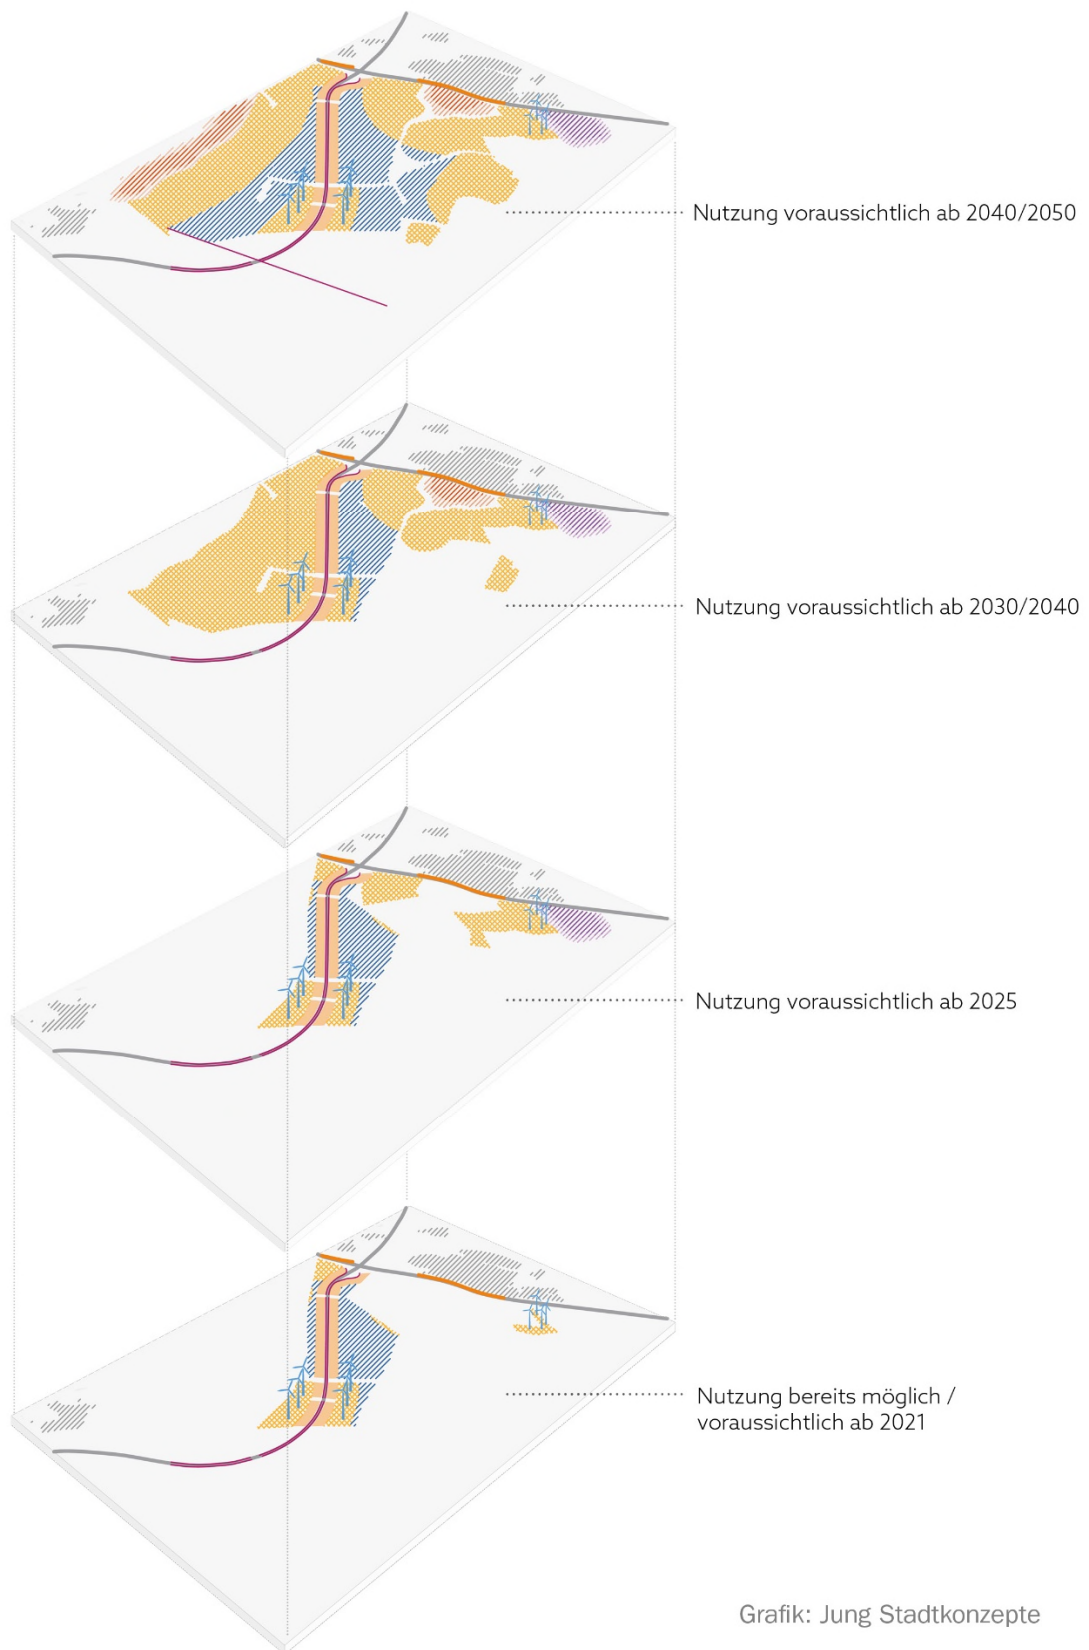 Nutzung voraussichtlich ab 2040/2050
Nutzung voraussichtlich ab 2030/2040
Nutzung voraussichtlich ab 2025
Nutzung bereits möglich /
voraussichtlich ab 2021
Grafik: Jung Stadtkonzepte